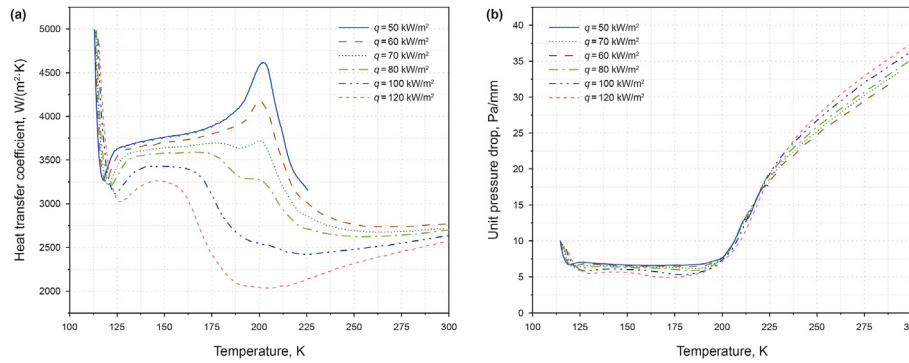 (a)
Heat transfer coefficient, W/(m²·K)
5000
4500
4000
3500
3000
2500
2000
q = 50 kW/m²
q = 60 kW/m²
q = 70 kW/m²
q = 80 kW/m²
q = 100 kW/m²
q = 120 kW/m²
100 125 150 175 200 225 250 275 300
Temperature, K
(b)
Unit pressure drop, Pa/mm
40
35
30
25
20
15
10
5
0
q = 50 kW/m²
q = 70 kW/m²
q = 60 kW/m²
q = 80 kW/m²
q = 100 kW/m²
q = 120 kW/m²
100 125 150 175 200 225 250 275 300
Temperature, K